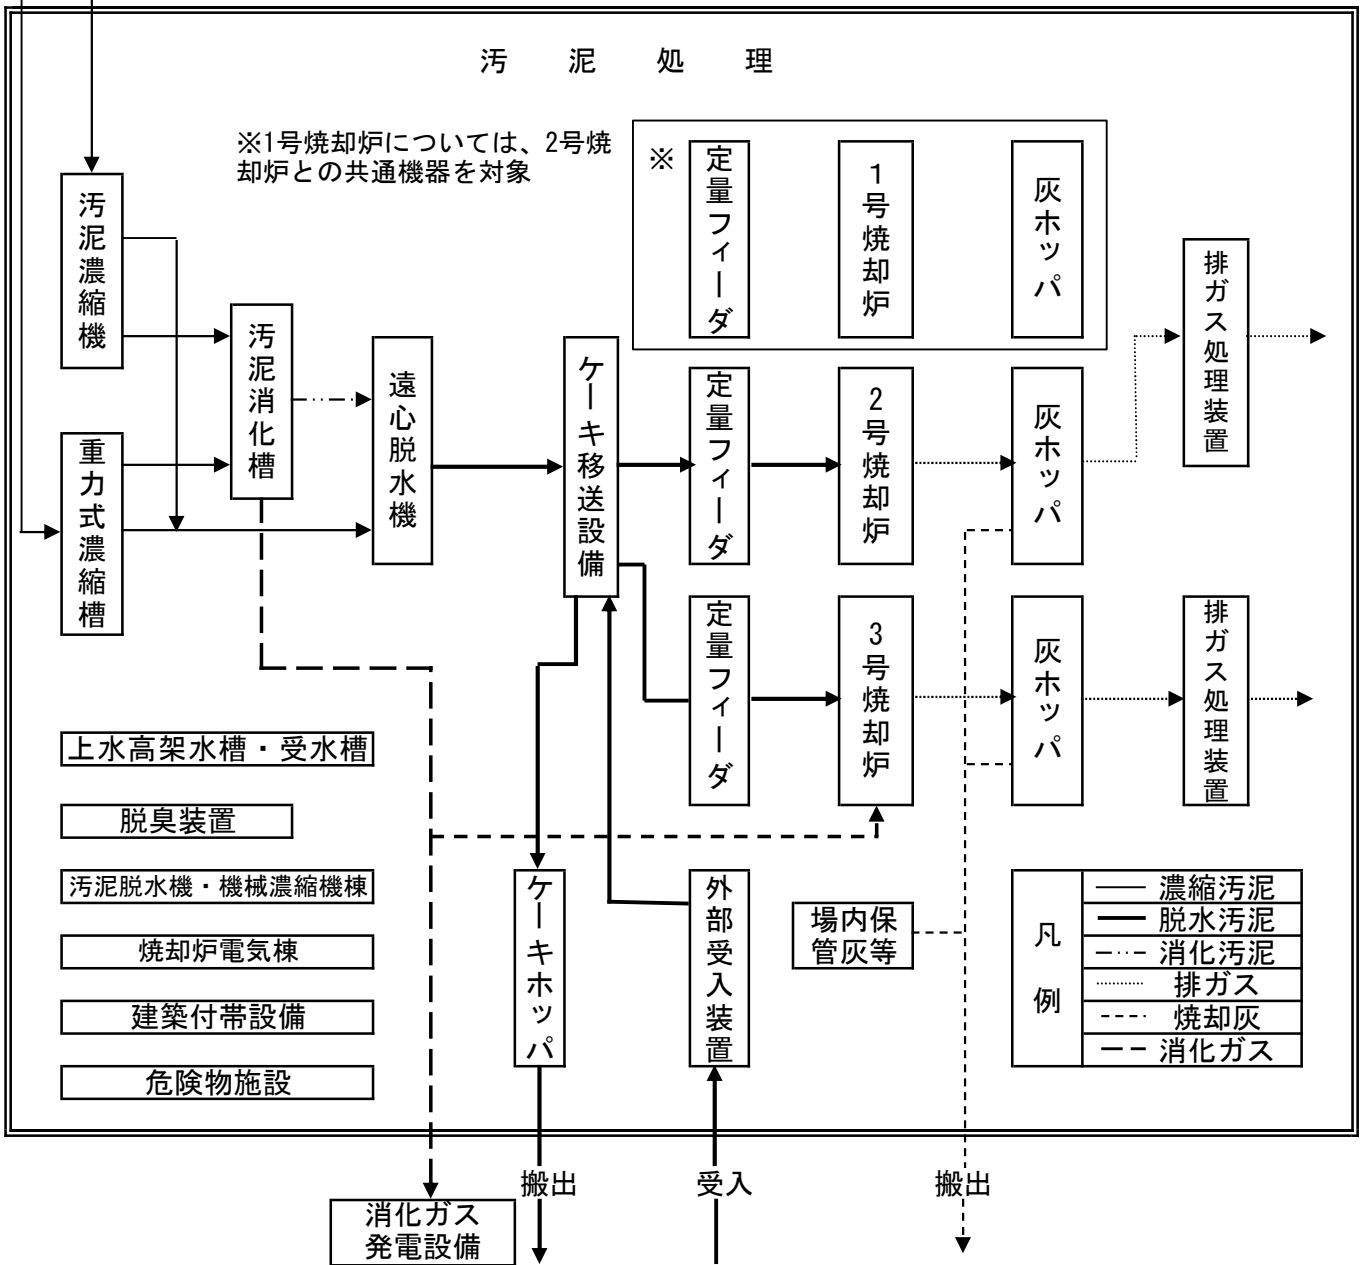 汚泥処理
※1号焼却炉については、2号焼
却炉との共通機器を対象
※
定量フィーダ
1号焼却炉
灰ホッパ
汚泥濃縮機
汚泥消化槽
重力式濃縮槽
遠心脱水機
ケーキ移送設備
定量フィーダ
2号焼却炉
灰ホッパ
排ガス処理装置
定量フィーダ
3号焼却炉
灰ホッパ
排ガス処理装置
上水高架水槽・受水槽
脱臭装置
汚泥脱水機・機械濃縮機棟
焼却炉電気棟
建築付帯設備
危険物施設
ケーキホッパ
外部受入装置
場内保
管灰等
凡例
濃縮汚泥
脱水汚泥
消化汚泥
排ガス
焼却灰
消化ガス
搬出
受入
搬出
消化ガス
発電設備